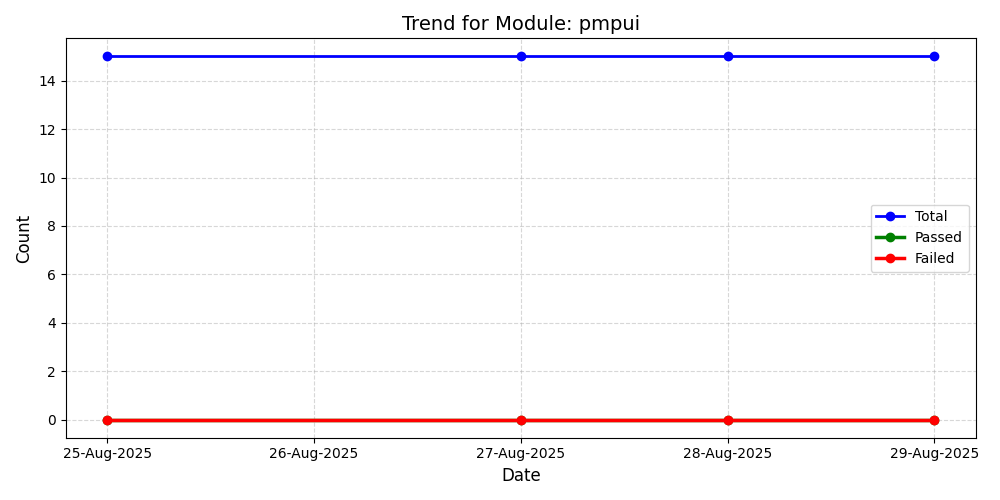 Trend for Module: pmpui
Count
14
12
10
8
6
4
2
0
Total
Passed
Failed
25-Aug-2025
26-Aug-2025
27-Aug-2025
28-Aug-2025
29-Aug-2025
Date